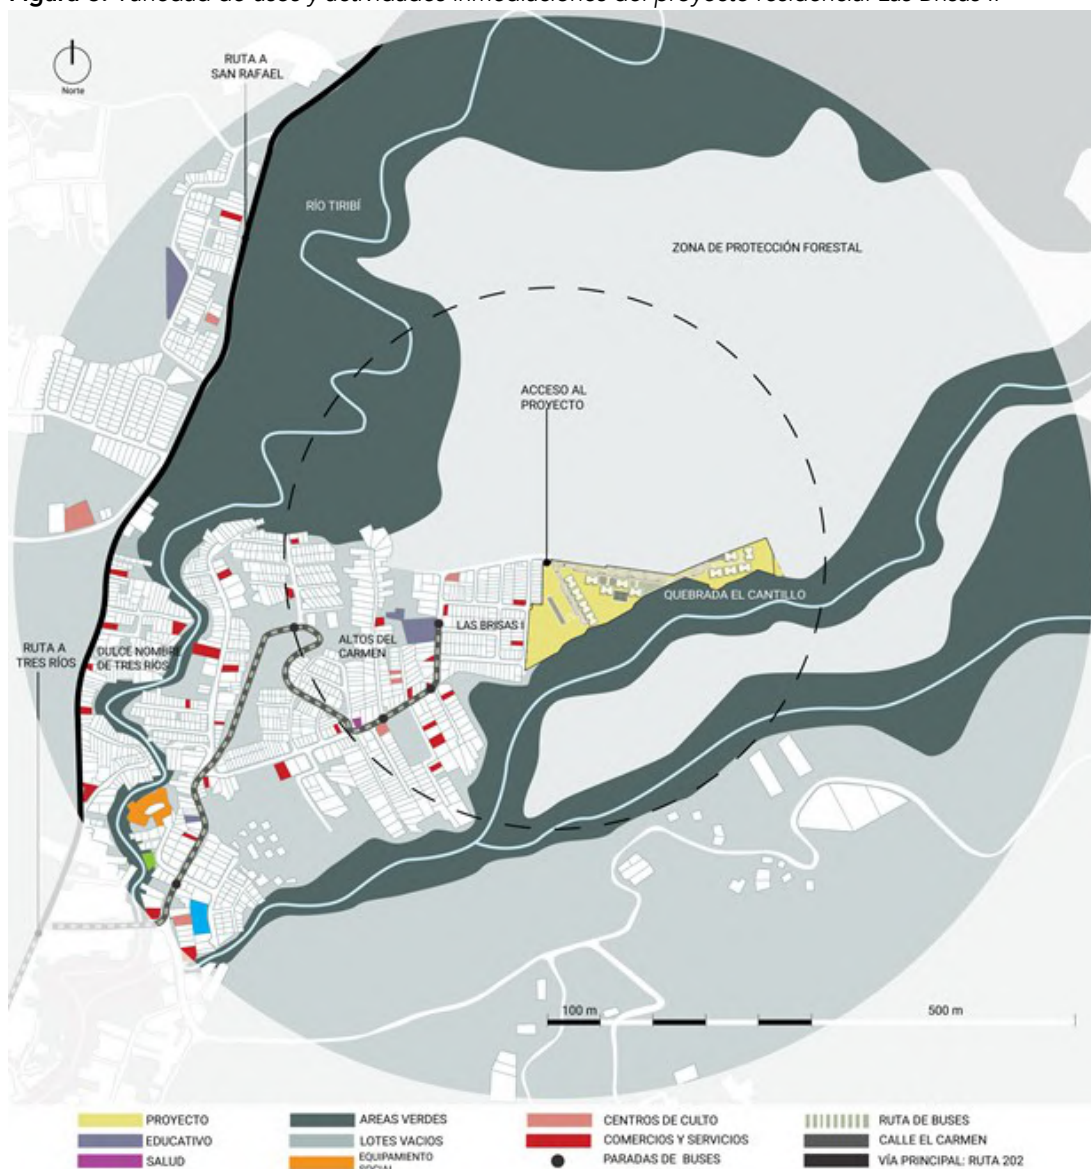 Figura 3. Variedad de usos y actividades inmediaciones del proyecto residencial Las Brisas II
Norte
RUTA A
SAN RAFAEL
RÍO TIRIBÍ
ZONA DE PROTECCIÓN FORESTAL
ACCESO AL
PROYECTO
QUEBRADA EL CANTILLO
LAS BRISAS I
ALTOS DEL
CARMEN
RUTA A
TRES RÍOS
DULCE NOMBRE
DE TRES RÍOS
100 m
500 m
PROYECTO
EDUCATIVO
SALUD
AREAS VERDES
LOTES VACIOS
EQUIPAMIENTO
SOCIAL
CENTROS DE CULTO
COMERCIOS Y SERVICIOS
PARADAS DE BUSES
RUTA DE BUSES
CALLE EL CARMEN
VÍA PRINCIPAL: RUTA 202